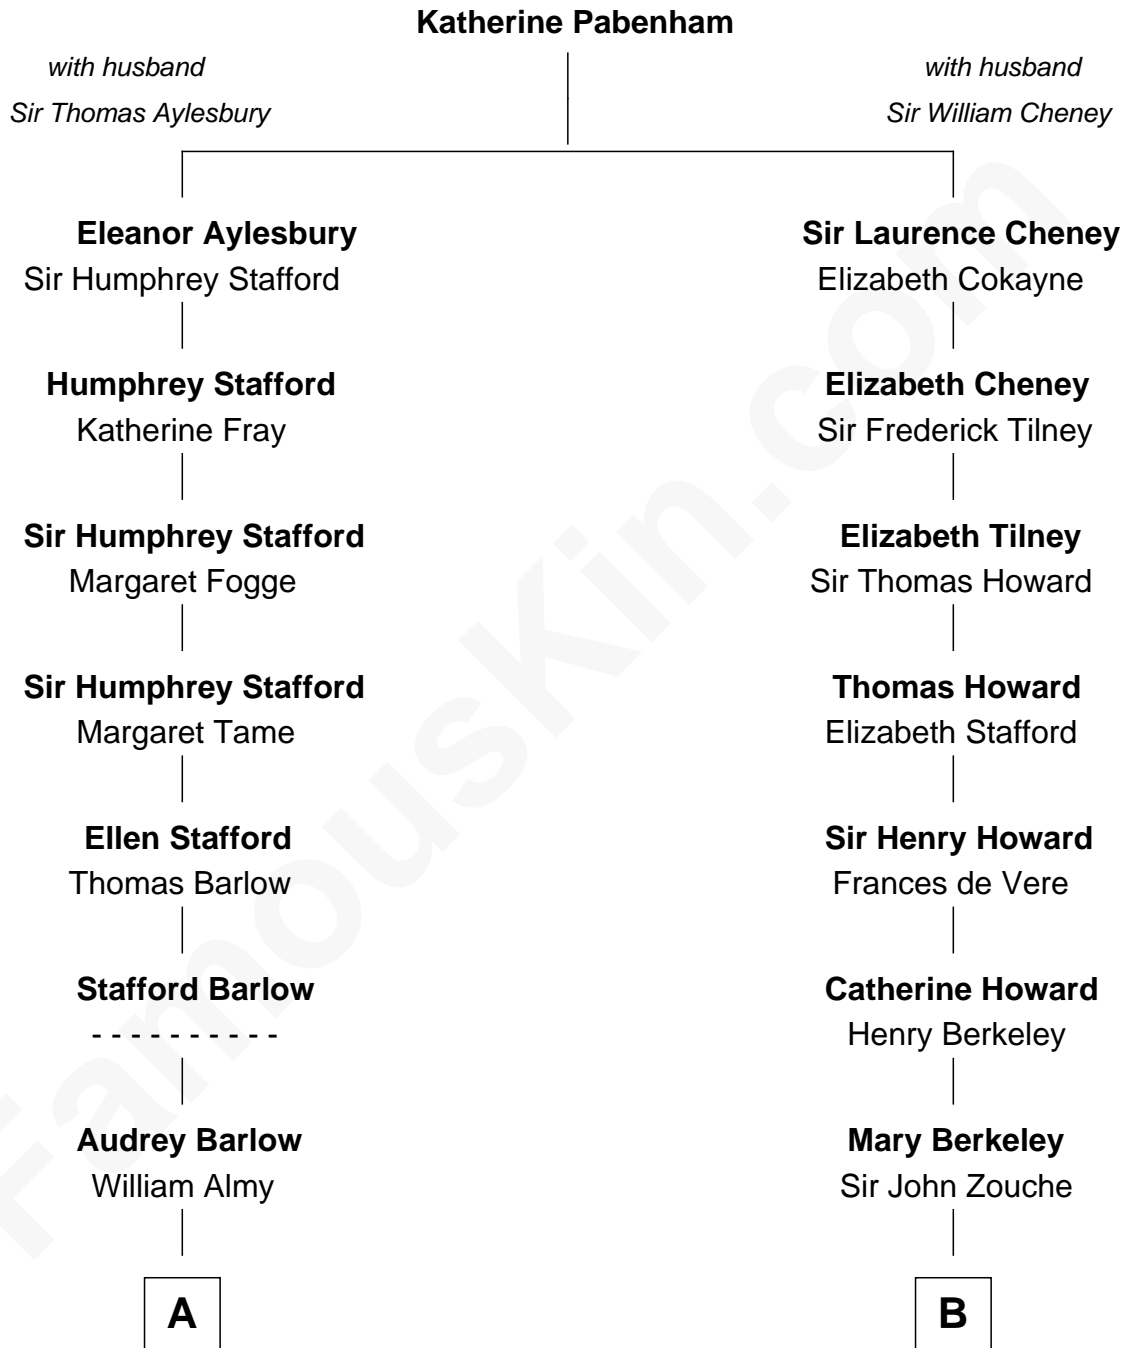 Katherine Pabenham
with husband
Sir Thomas Aylesbury
with husband
Sir William Cheney
Eleanor Aylesbury
Sir Humphrey Stafford
Sir Laurence Cheney
Elizabeth Cokayne
Humphrey Stafford
Katherine Fray
Elizabeth Cheney
Sir Frederick Tilney
Sir Humphrey Stafford
Margaret Fogge
Elizabeth Tilney
Sir Thomas Howard
Sir Humphrey Stafford
Margaret Tame
Thomas Howard
Elizabeth Stafford
Ellen Stafford
Thomas Barlow
Sir Henry Howard
Frances de Vere
Stafford Barlow
- - - - - - - - - -
Catherine Howard
Henry Berkeley
Audrey Barlow
William Almy
Mary Berkeley
Sir John Zouche
A
B
FamousKin.com